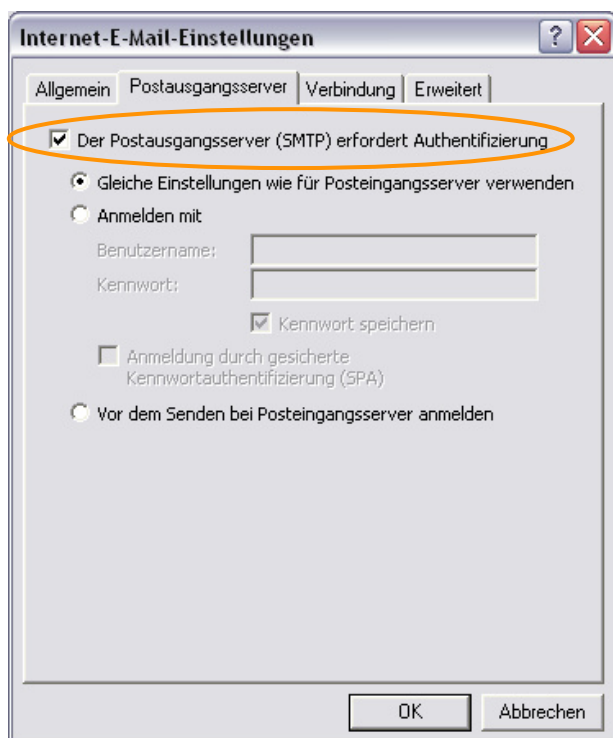 Internet-E-Mail-Einstellungen
Allgemein Postausgangsserver Verbindung Erweitert
Der Postausgangsserver (SMTP) erfordert Authentifizierung
Gleiche Einstellungen wie für Posteingangsserver verwenden
Anmelden mit
Benutzername:
Kennwort:
Kennwort speichern
Anmeldung durch gesicherte
Kennwortauthentifizierung (SPA)
Vor dem Senden bei Posteingangsserver anmelden
OK Abbrechen